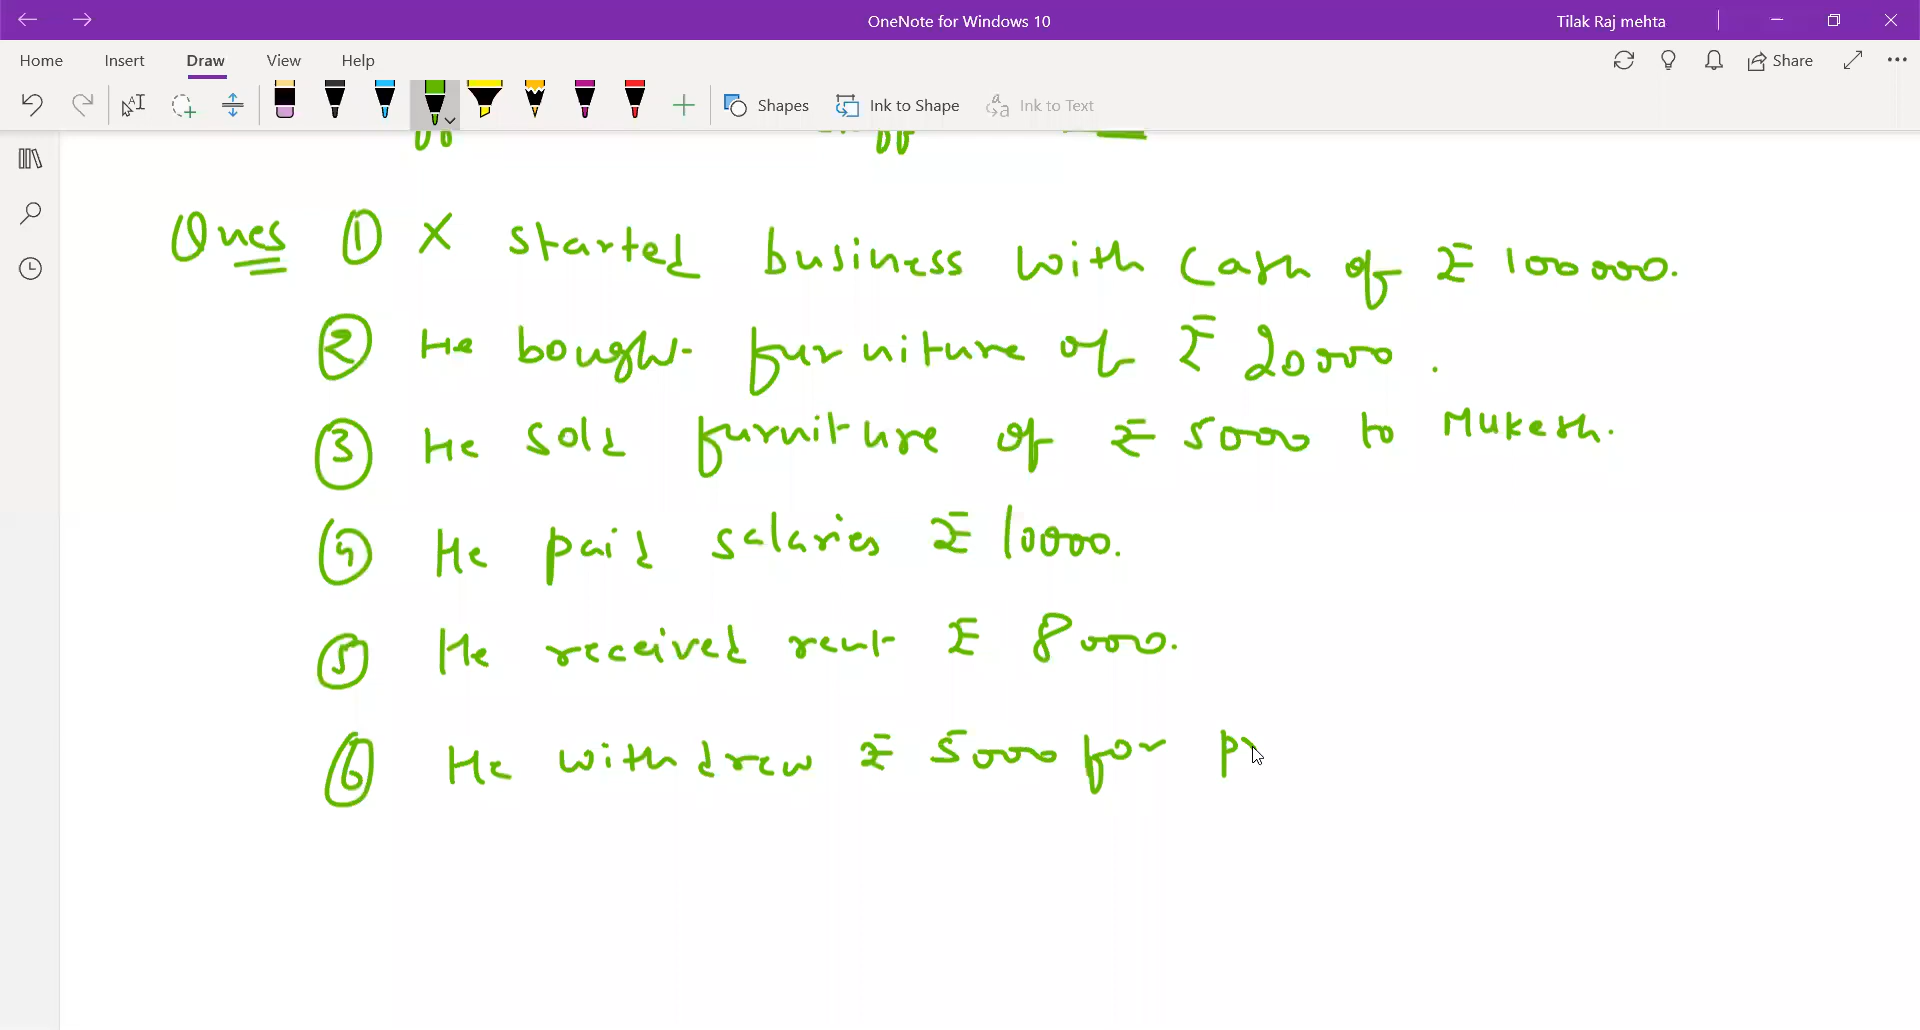 OneNote for Windows 10
Tilak Raj mehta
Home Insert Draw View Help
Share
Shapes Ink to Shape Ink to Text
Ques ① X started business with Cash of ₹ 100000.
② He bought furniture of ₹ 20000.
③ He sold furniture of ₹ 5000 to Mukesh.
④ He paid salaries ₹ 10000.
⑤ He received rent ₹ 8000.
⑥ He withdrew ₹ 5000 for